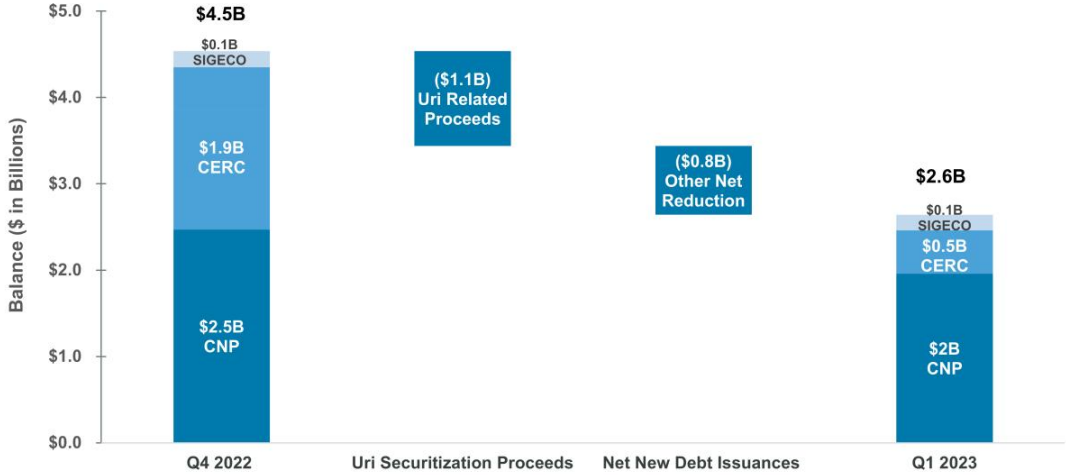 $5.0
$4.5B
$0.1B
SIGECO
$4.0
($1.1B)
Uri Related
Proceeds
$1.9B
CERC
($0.8B)
Other Net
Reduction
$3.0
$2.6B
$0.1B
SIGECO
$0.5B
CERC
$2.0
$2.5B
CNP
$2B
CNP
$1.0
$0.0
Balance ($ in Billions)
Q4 2022
Uri Securitization Proceeds
Net New Debt Issuances
Q1 2023